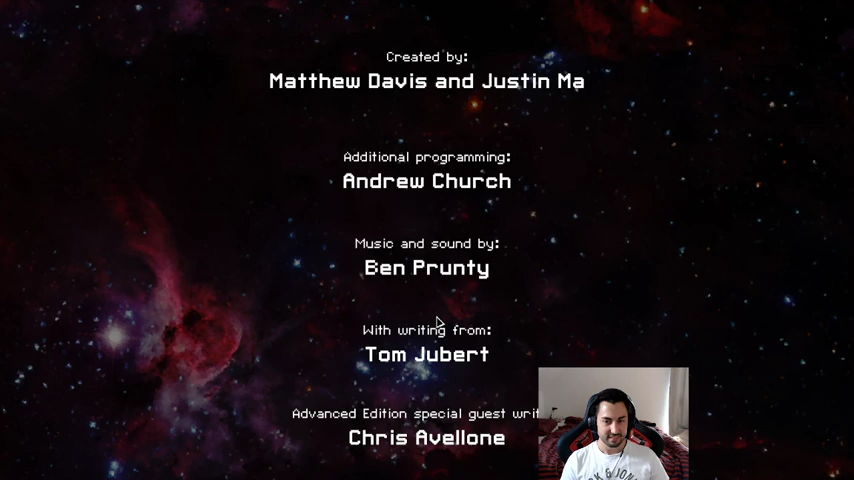 Created by:
Matthew Davis and Justin Ma
Additional programming:
Andrew Church
Music and sound by:
Ben Prunty
With writing from:
Tom Jubert
Advanced Edition special guest writ
Chris Avellone